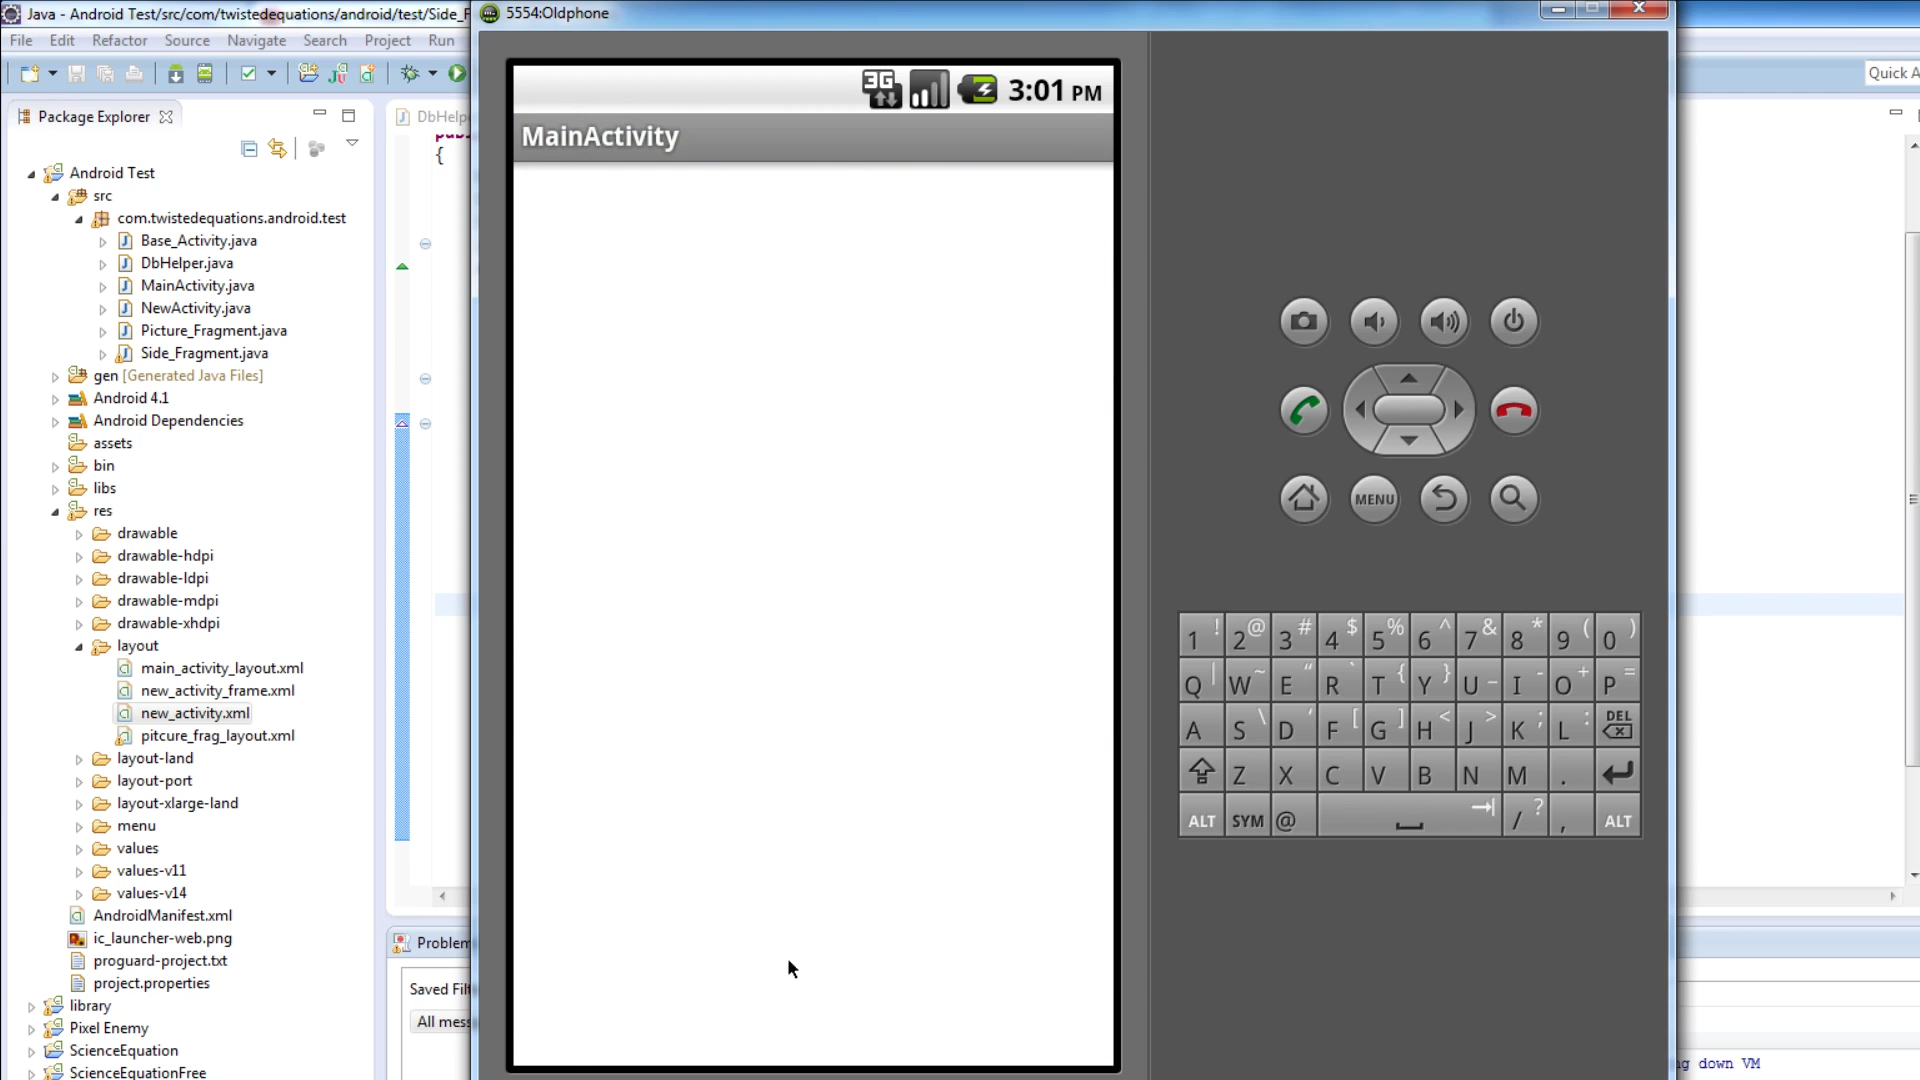 Java - Android Test/src/com/twistedequations/android/test/Side_F
5554:Oldphone
File Edit Refactor Source Navigate Search Project Run
Quick A
Package Explorer
DbHelp
{
Android Test
src
com.twistedequations.android.test
Base_Activity.java
DbHelper.java
MainActivity.java
NewActivity.java
Picture_Fragment.java
Side_Fragment.java
gen [Generated Java Files]
Android 4.1
Android Dependencies
assets
bin
libs
res
drawable
drawable-hdpi
drawable-ldpi
drawable-mdpi
drawable-xhdpi
layout
main_activity_layout.xml
new_activity_frame.xml
new_activity.xml
pitcure_frag_layout.xml
layout-land
layout-port
layout-xlarge-land
menu
values
values-v11
values-v14
AndroidManifest.xml
ic_launcher-web.png
proguard-project.txt
project.properties
library
Pixel Enemy
ScienceEquation
ScienceEquationFree
Problem
Saved Filt
All mess
3G 3:01 PM
MainActivity
MENU
1 ! 2 @ 3 # 4 $ 5 % 6 ^ 7 & 8 * 9 ( 0 )
Q | W ~ E " R ` T { Y } U _ I - O + P =
A S \ D ' F [ G ] H < J > K ; L : DEL
Z X C V B N M .
ALT SYM @ / ? , ALT
ng down VM